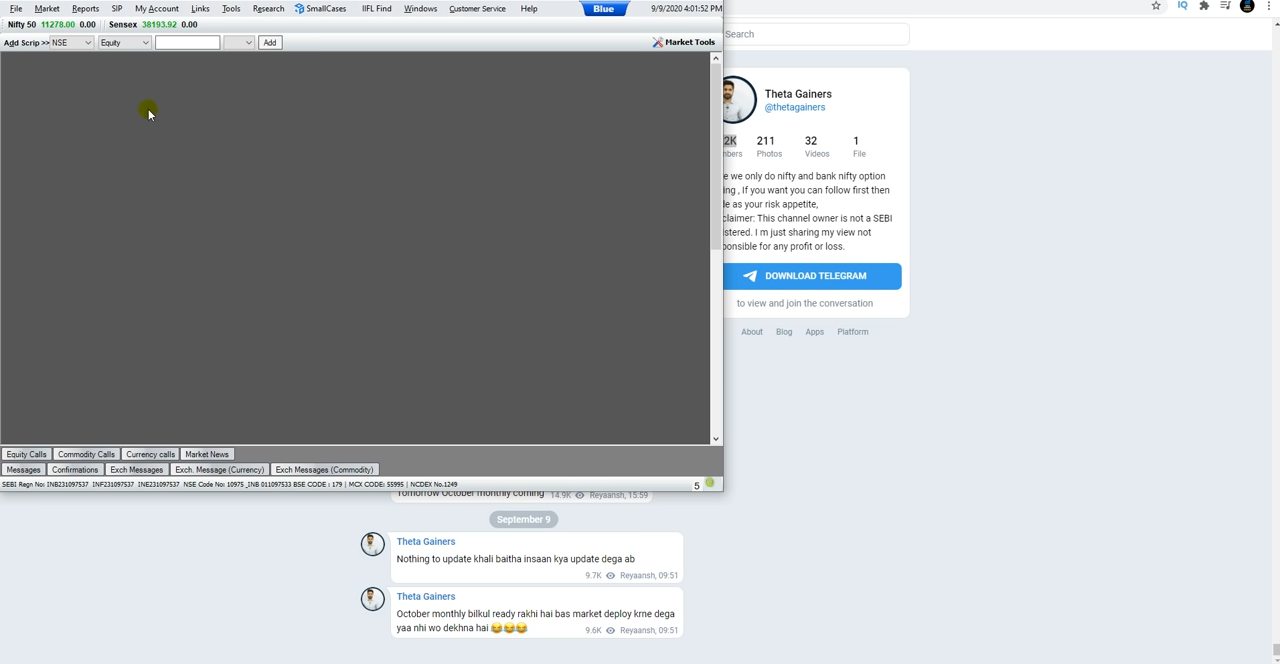 File Market Reports SIP My Account Links Tools Research SmallCases IIFL Find Windows Customer Service Help Blue 9/9/2020 4:01:52 PM
Nifty 50 11278.00 0.00 Sensex 38193.92 0.00
Add Scrip >> NSE Equity Add Market Tools
Search
Theta Gainers
@thetagainers
2K 211 32 1
Photos Videos File
we only do nifty and bank nifty option
, If you want you can follow first then
as your risk appetite,
This channel owner is not a SEBI
I m just sharing my view not
for any profit or loss.
DOWNLOAD TELEGRAM
to view and join the conversation
About Blog Apps Platform
Equity Calls Commodity Calls Currency calls Market News
Messages Confirmations Exch Messages Exch. Message (Currency) Exch Messages (Commodity)
SEBI Regn No: INB231097537 INF231097537 INE231097537 NSE Code No: 10975 _INB 011097533 BSE CODE : 179 | MCX CODE: 55995 | NCDEX No.1249 5
Tomorrow October monthly coming 14.9K Reyaansh, 15:59
September 9
Theta Gainers
Nothing to update khali baitha insaan kya update dega ab
9.7K Reyaansh, 09:51
Theta Gainers
October monthly bilkul ready rakhi hai bas market deploy krne dega
yaa nhi wo dekhna hai 😂😂😂 9.6K Reyaansh, 09:51